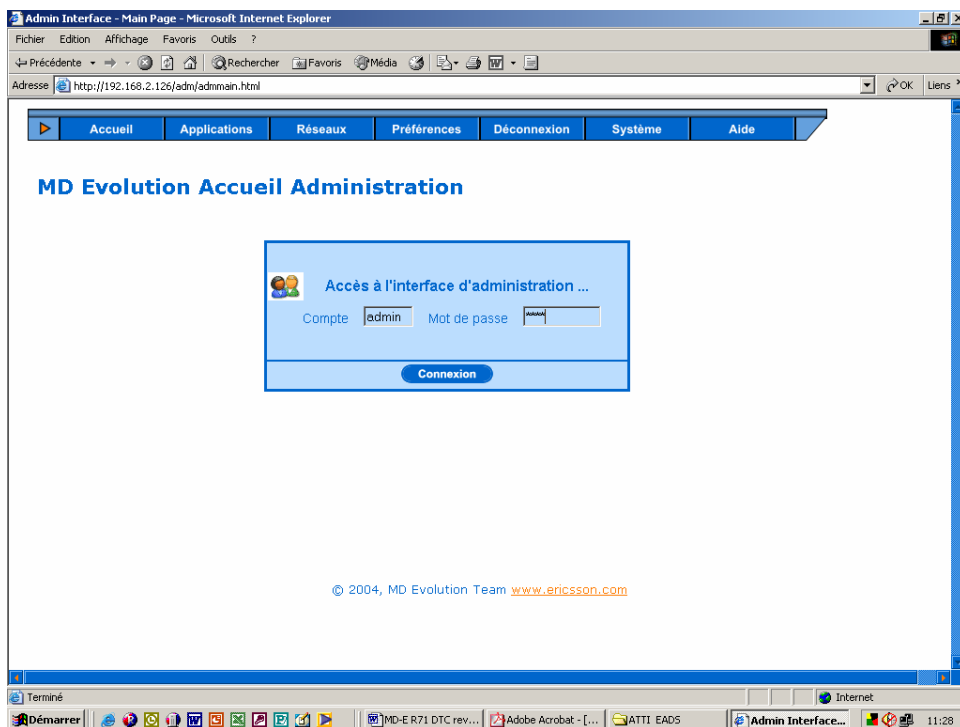 Admin Interface - Main Page - Microsoft Internet Explorer
Fichier Edition Affichage Favoris Outils ?
Précédente Rechercher Favoris Média
Adresse http://192.168.2.126/adm/admmain.html OK Liens
Accueil Applications Réseaux Préférences Déconnexion Système Aide
MD Evolution Accueil Administration
Accès à l'interface d'administration ...
Compte admin Mot de passe ****
Connexion
© 2004, MD Evolution Team www.ericsson.com
Terminé Internet
Démarrer MD-E R71 DTC rev... Adobe Acrobat - [... ATTI EADS Admin Interface... 11:28